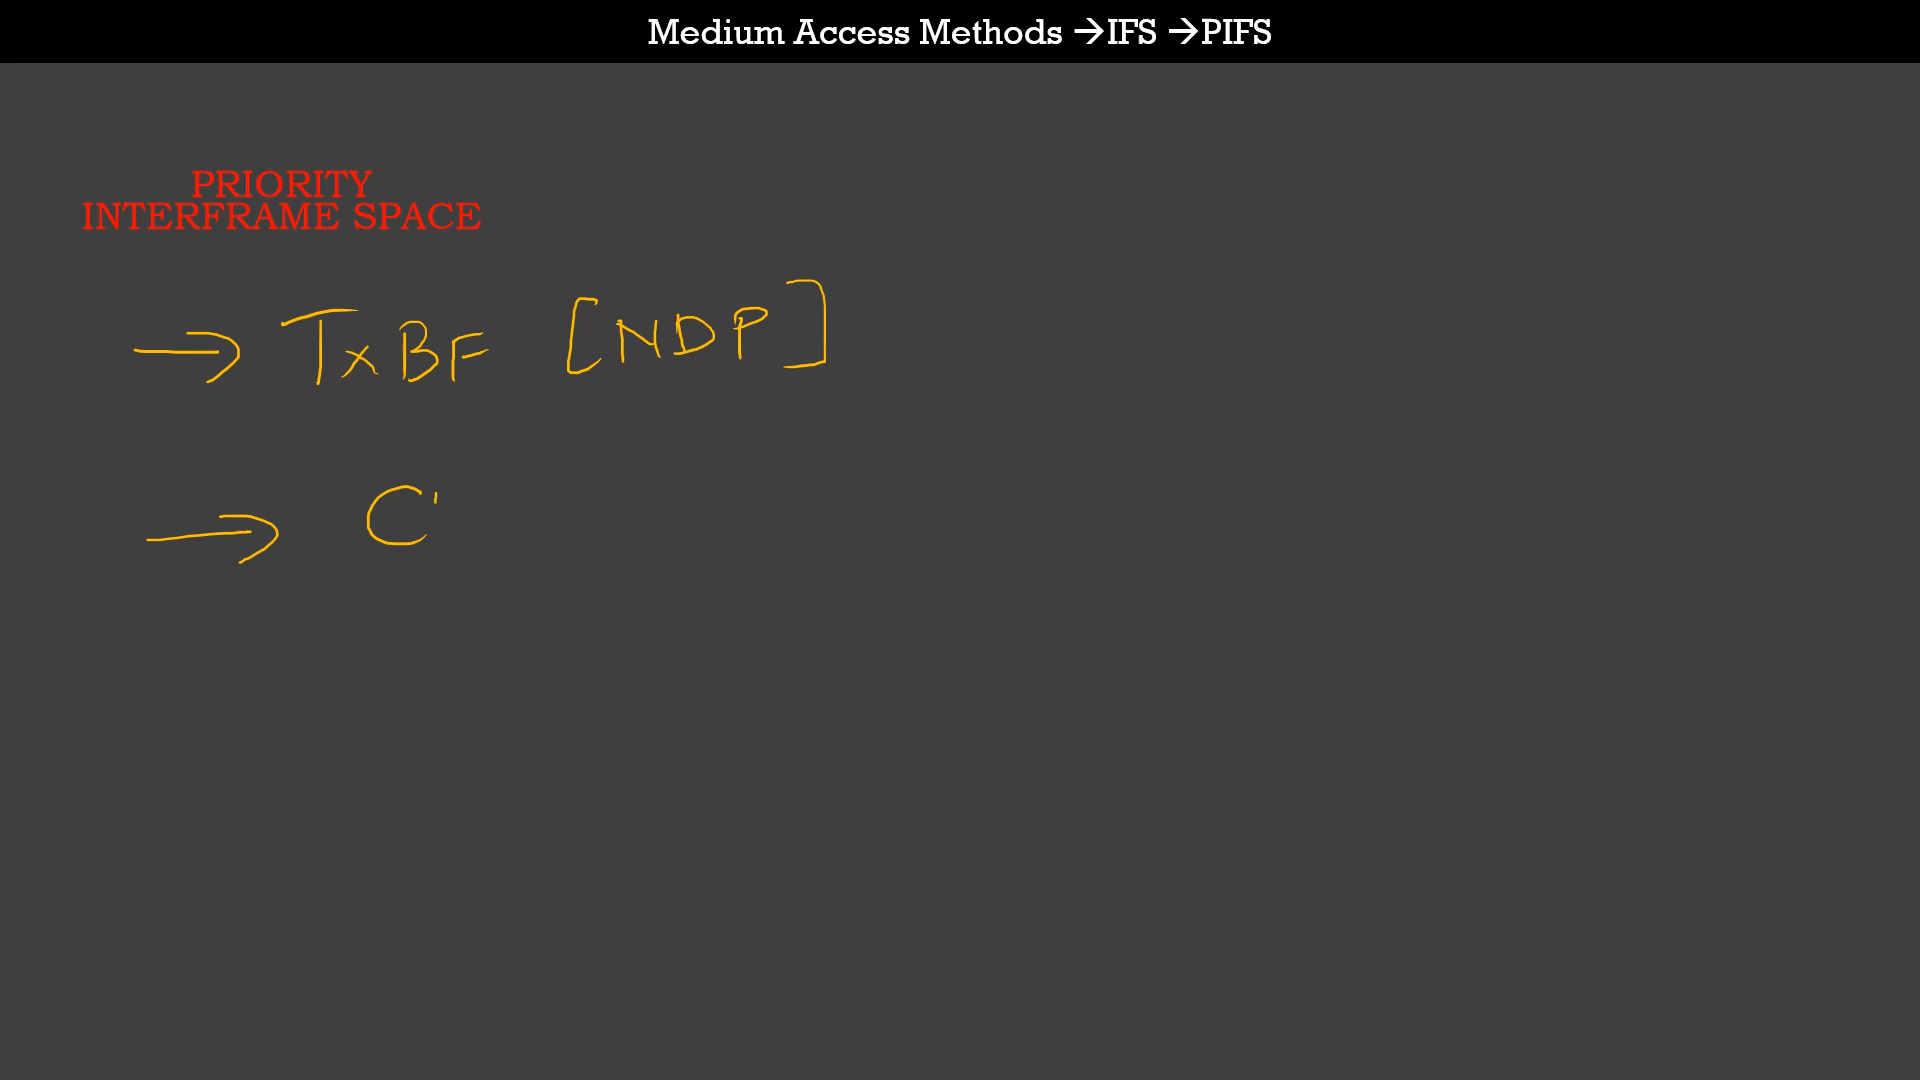 Medium Access Methods →IFS →PIFS
PRIORITY
INTERFRAME SPACE
→ TxBF [NDP]
→ C'